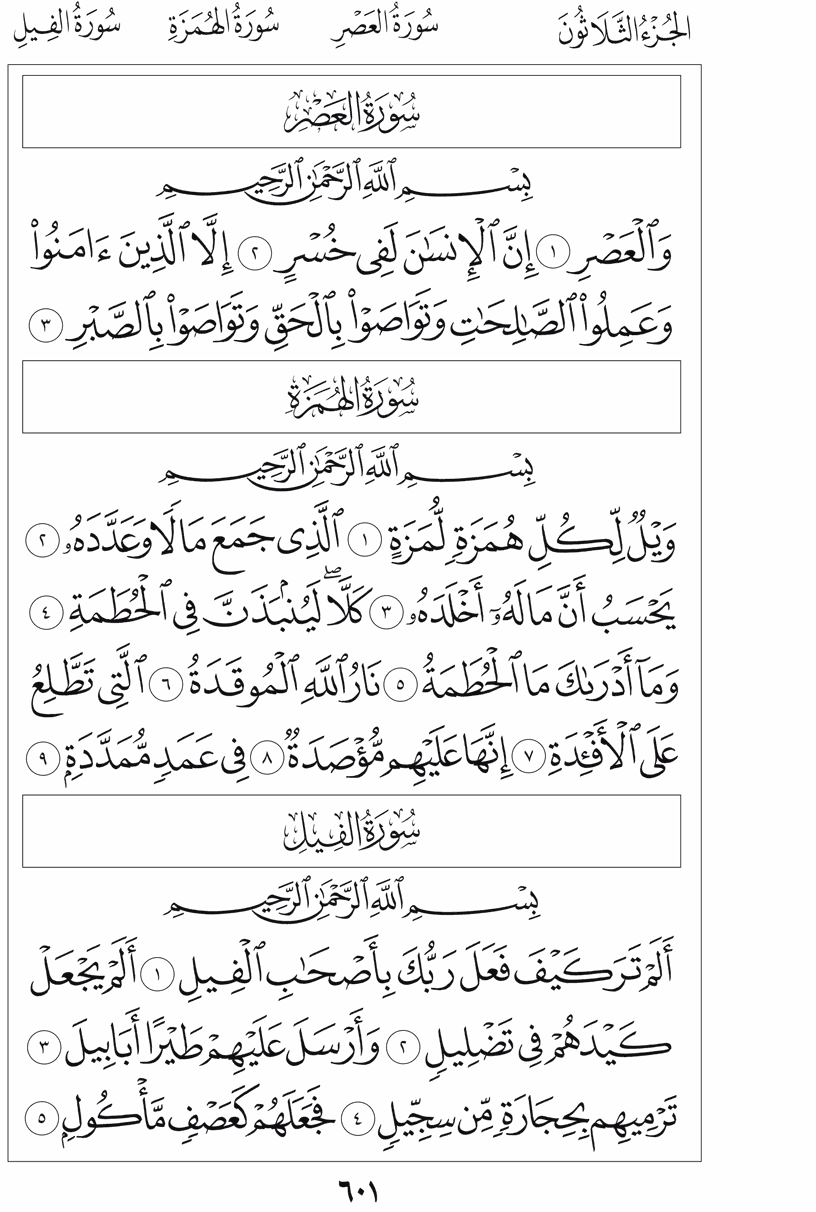 الجُزْءُ الثَّلَاثُونَ سُورَةُ العَصْرِ سُورَةُ الهُمَزَةِ سُورَةُ الفِيلِ
سُورَةُ العَصْرِ
بِسْمِ ٱللَّهِ ٱلرَّحْمَٰنِ ٱلرَّحِيمِ
وَٱلْعَصْرِ ١ إِنَّ ٱلْإِنسَٰنَ لَفِى خُسْرٍ ٢ إِلَّا ٱلَّذِينَ ءَامَنُوا۟
وَعَمِلُوا۟ ٱلصَّٰلِحَٰتِ وَتَوَاصَوْا۟ بِٱلْحَقِّ وَتَوَاصَوْا۟ بِٱلصَّبْرِ ٣
سُورَةُ الهُمَزَةِ
بِسْمِ ٱللَّهِ ٱلرَّحْمَٰنِ ٱلرَّحِيمِ
وَيْلٌ لِّكُلِّ هُمَزَةٍ لُّمَزَةٍ ١ ٱلَّذِى جَمَعَ مَالًا وَعَدَّدَهُۥ ٢
يَحْسَبُ أَنَّ مَالَهُۥٓ أَخْلَدَهُۥ ٣ كَلَّا ۖ لَيُنۢبَذَنَّ فِى ٱلْحُطَمَةِ ٤
وَمَآ أَدْرَىٰكَ مَا ٱلْحُطَمَةُ ٥ نَارُ ٱللَّهِ ٱلْمُوقَدَةُ ٦ ٱلَّتِى تَطَّلِعُ
عَلَى ٱلْأَفْـِٔدَةِ ٧ إِنَّهَا عَلَيْهِم مُّؤْصَدَةٌ ٨ فِى عَمَدٍ مُّمَدَّدَةٍۭ ٩
سُورَةُ الفِيلِ
بِسْمِ ٱللَّهِ ٱلرَّحْمَٰنِ ٱلرَّحِيمِ
أَلَمْ تَرَ كَيْفَ فَعَلَ رَبُّكَ بِأَصْحَٰبِ ٱلْفِيلِ ١ أَلَمْ يَجْعَلْ
كَيْدَهُمْ فِى تَضْلِيلٍ ٢ وَأَرْسَلَ عَلَيْهِمْ طَيْرًا أَبَابِيلَ ٣
تَرْمِيهِم بِحِجَارَةٍ مِّن سِجِّيلٍ ٤ فَجَعَلَهُمْ كَعَصْفٍ مَّأْكُولٍۭ ٥
٦٠١